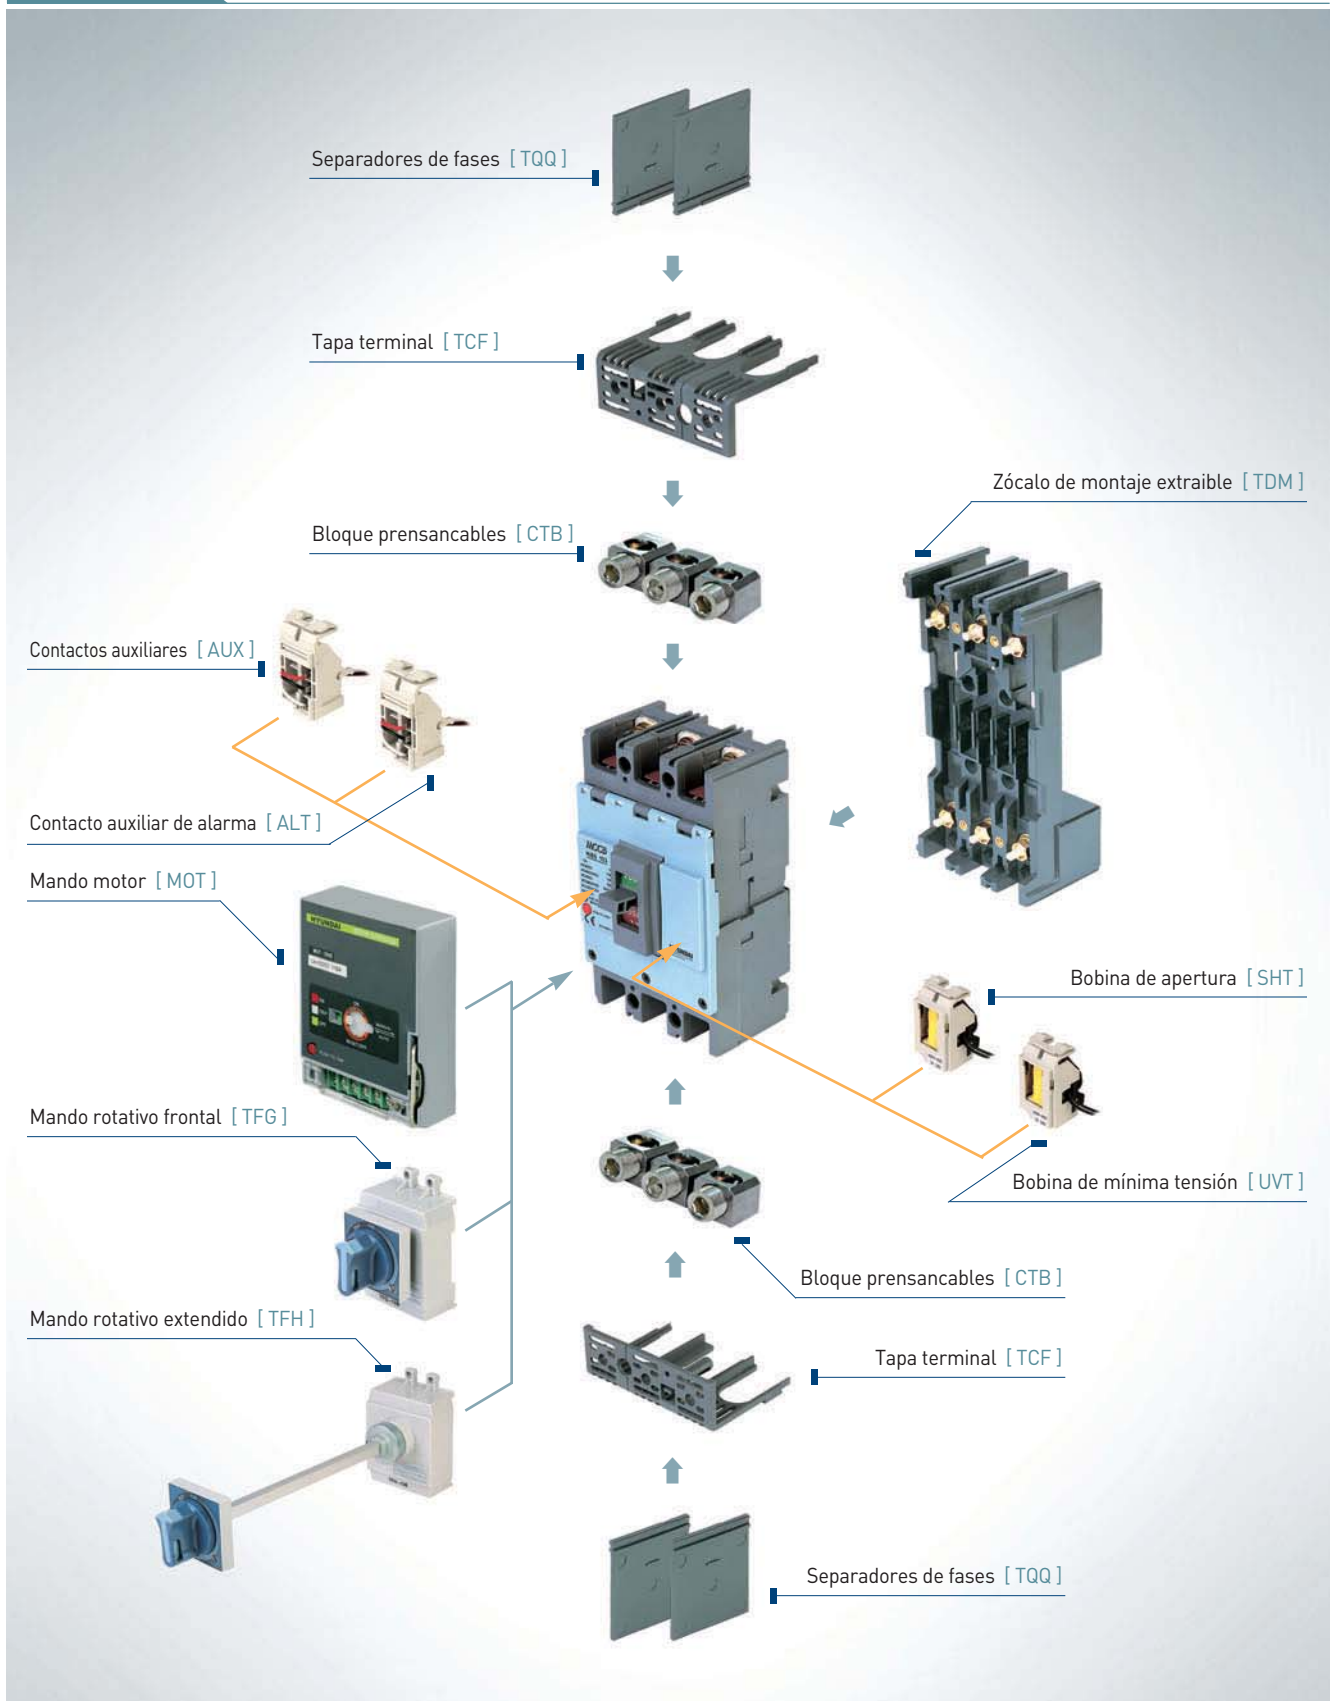 Separadores de fases [ TQQ ]
Tapa terminal [ TCF ]
Zócalo de montaje extraible [ TDM ]
Bloque prensancables [ CTB ]
Contactos auxiliares [ AUX ]
Contacto auxiliar de alarma [ ALT ]
MCCB
Mando motor [ MOT ]
HYUNDAI
Bobina de apertura [ SHT ]
Mando rotativo frontal [ TFG ]
Bobina de mínima tensión [ UVT ]
Bloque prensancables [ CTB ]
Mando rotativo extendido [ TFH ]
Tapa terminal [ TCF ]
Separadores de fases [ TQQ ]